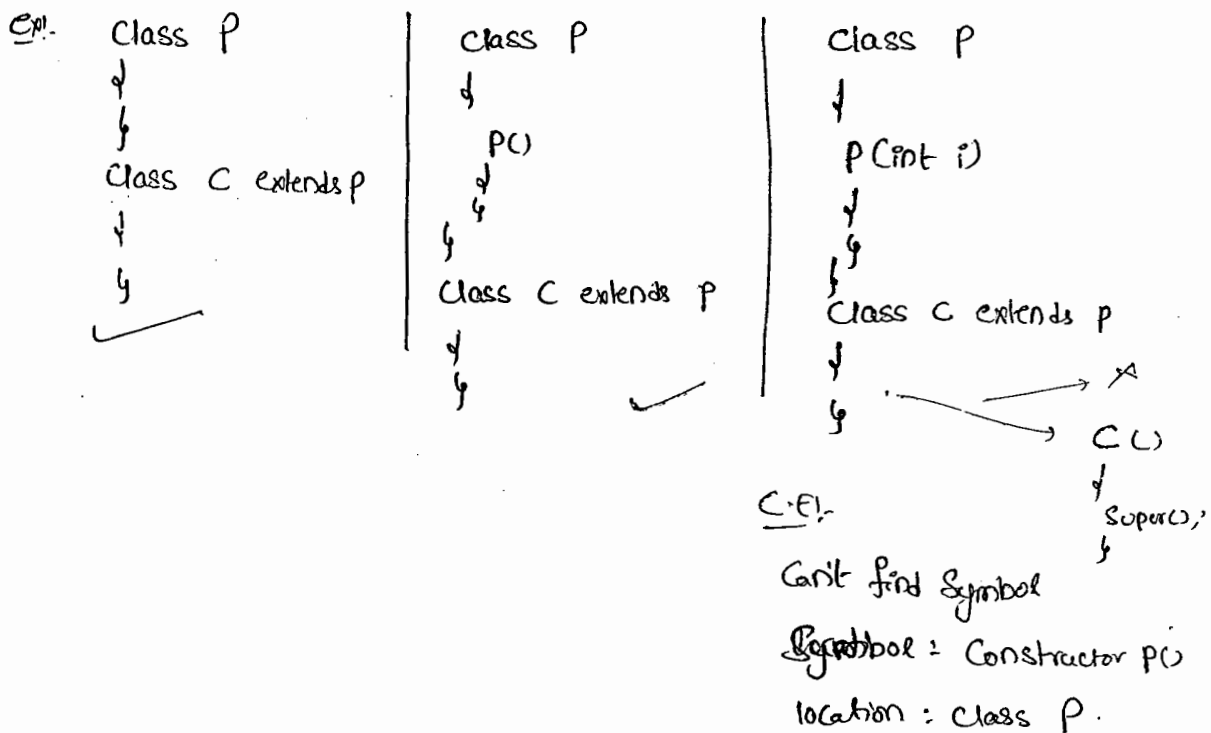 Ex!-
Class P
{
}
Class C extends P
{
}
Class P
{
P()
{
}
}
Class C extends P
{
}
Class P
{
P(int i)
{
}
}
Class C extends P
{
}
C()
{
Super();
}
C.E!-
Can't find Symbol
Symbol : Constructor P()
location : Class P.